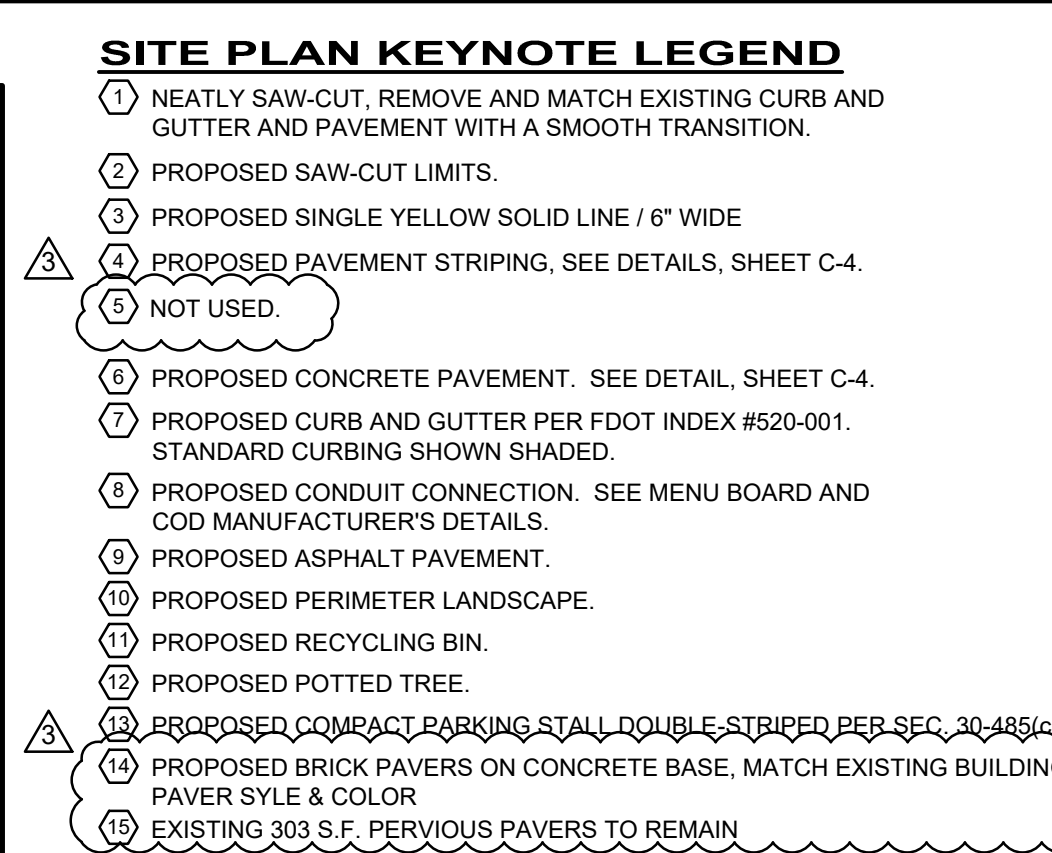 SITE PLAN KEYNOTE LEGEND
1 NEATLY SAW-CUT, REMOVE AND MATCH EXISTING CURB AND
GUTTER AND PAVEMENT WITH A SMOOTH TRANSITION.
2 PROPOSED SAW-CUT LIMITS.
3 PROPOSED SINGLE YELLOW SOLID LINE / 6" WIDE
3 4 PROPOSED PAVEMENT STRIPING, SEE DETAILS, SHEET C-4.
5 NOT USED.
6 PROPOSED CONCRETE PAVEMENT. SEE DETAIL, SHEET C-4.
7 PROPOSED CURB AND GUTTER PER FDOT INDEX #520-001.
STANDARD CURBING SHOWN SHADED.
8 PROPOSED CONDUIT CONNECTION. SEE MENU BOARD AND
COD MANUFACTURER'S DETAILS.
9 PROPOSED ASPHALT PAVEMENT.
10 PROPOSED PERIMETER LANDSCAPE.
11 PROPOSED RECYCLING BIN.
12 PROPOSED POTTED TREE.
3 13 PROPOSED COMPACT PARKING STALL DOUBLE-STRIPED PER SEC. 30-485(c
14 PROPOSED BRICK PAVERS ON CONCRETE BASE, MATCH EXISTING BUILDING
PAVER SYLE & COLOR
15 EXISTING 303 S.F. PERVIOUS PAVERS TO REMAIN